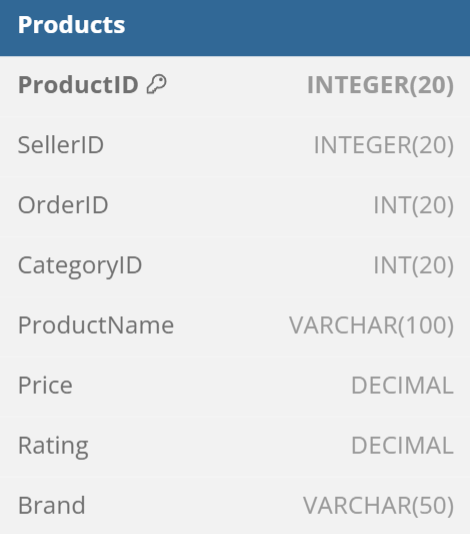 Products
ProductID INTEGER(20)
SellerID INTEGER(20)
OrderID INT(20)
CategoryID INT(20)
ProductName VARCHAR(100)
Price DECIMAL
Rating DECIMAL
Brand VARCHAR(50)